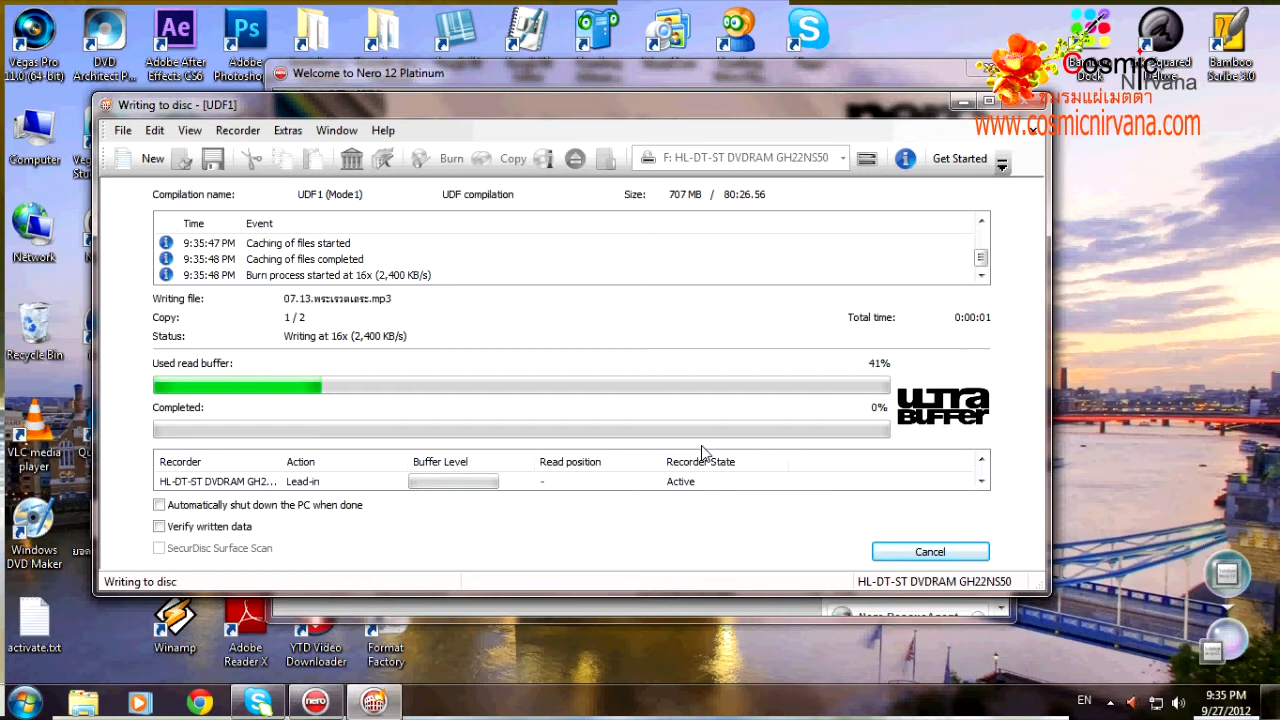 Vegas Pro
11.0 (64-bit)
DVD
Architect P...
Adobe After
Effects CS6
Adobe
Photoshop
Bamboo
Dock
Bamboo
Scribe 3.0
Cosmic
Nirvana
ชมรมแผ่เมตตา
www.cosmicnirvana.com
Welcome to Nero 12 Platinum
Writing to disc - [UDF1]
File Edit View Recorder Extras Window Help
New Burn Copy F: HL-DT-ST DVDRAM GH22NS50 Get Started
Compilation name: UDF1 (Mode1) UDF compilation Size: 707 MB / 80:26.56
Time Event
9:35:47 PM Caching of files started
9:35:48 PM Caching of files completed
9:35:48 PM Burn process started at 16x (2,400 KB/s)
Writing file: 07.13.พระเรวตเถระ.mp3
Copy: 1 / 2 Total time: 0:00:01
Status: Writing at 16x (2,400 KB/s)
Used read buffer: 41%
Completed: 0%
ULTRA
BUFFER
Recorder Action Buffer Level Read position Recorder State
HL-DT-ST DVDRAM GH2... Lead-in - Active
Automatically shut down the PC when done
Verify written data
SecurDisc Surface Scan
Cancel
Writing to disc HL-DT-ST DVDRAM GH22NS50
Computer
Network
Recycle Bin
VLC media
player
Windows
DVD Maker
activate.txt
Winamp
Adobe
Reader X
YTD Video
Downloader
Format
Factory
EN
9:35 PM
9/27/2012